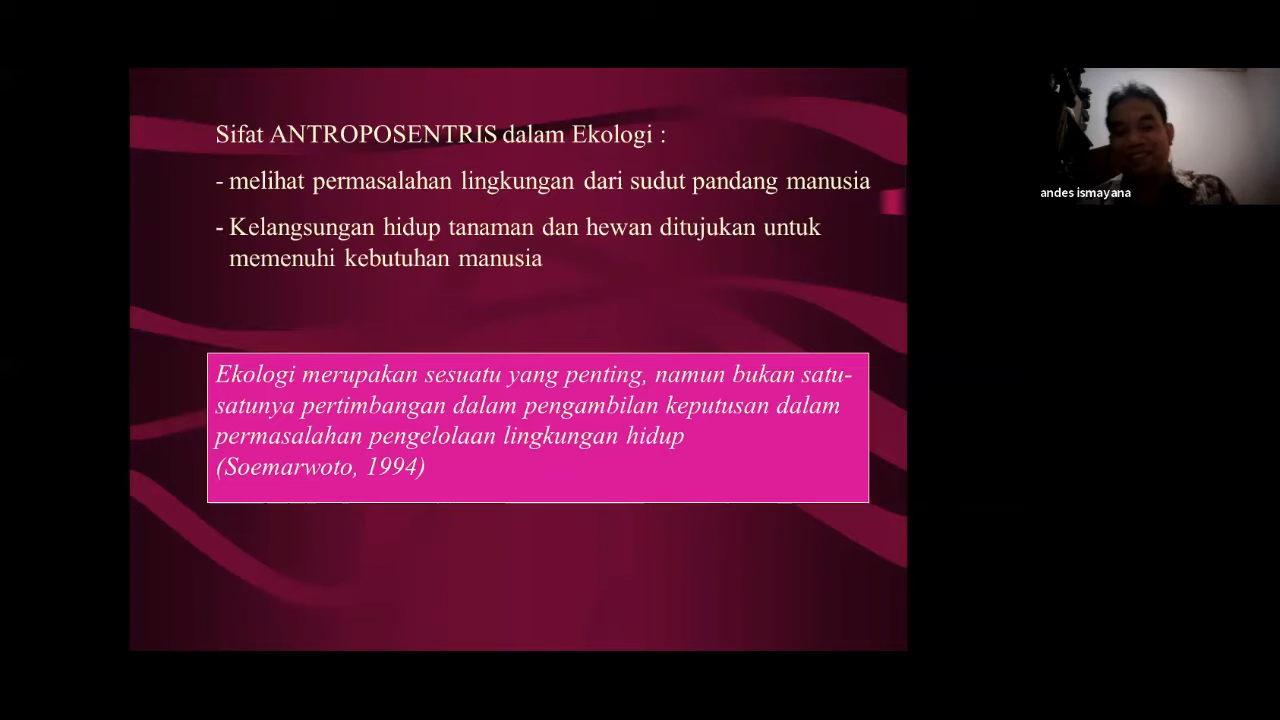 Sifat ANTROPOSENTRIS dalam Ekologi :
- melihat permasalahan lingkungan dari sudut pandang manusia
- Kelangsungan hidup tanaman dan hewan ditujukan untuk
memenuhi kebutuhan manusia
Ekologi merupakan sesuatu yang penting, namun bukan satu-
satunya pertimbangan dalam pengambilan keputusan dalam
permasalahan pengelolaan lingkungan hidup
(Soemarwoto, 1994)
andes ismayana